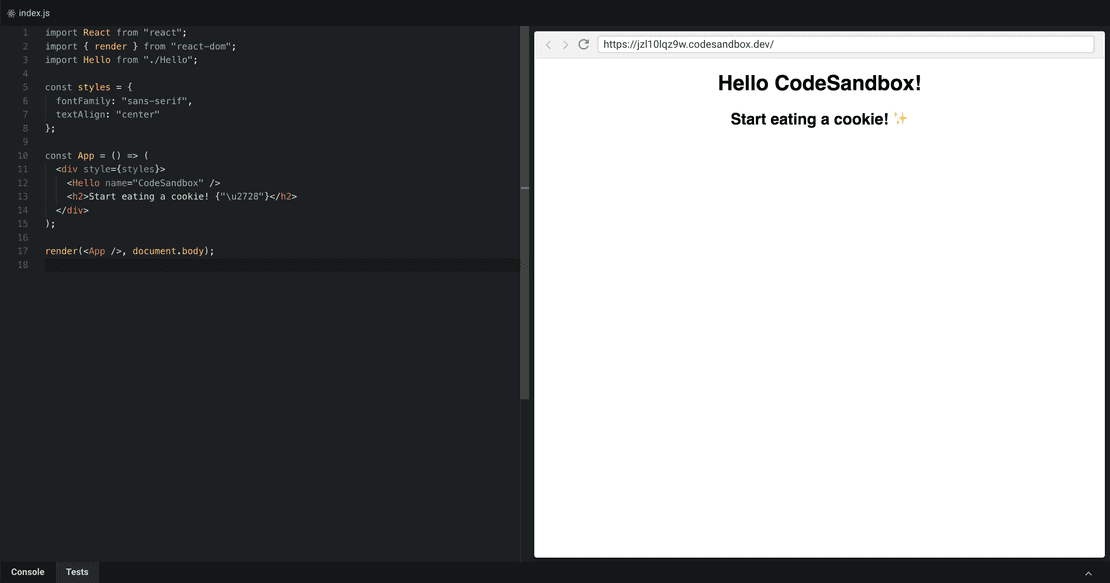 index.js
1 import React from "react";
2 import { render } from "react-dom";
3 import Hello from "./Hello";
4
5 const styles = {
6   fontFamily: "sans-serif",
7   textAlign: "center"
8 };
9
10 const App = () => (
11   <div style={styles}>
12     <Hello name="CodeSandbox" />
13     <h2>Start eating a cookie! {"\u2728"}</h2>
14   </div>
15 );
16
17 render(<App />, document.body);
18
https://jzl10lqz9w.codesandbox.dev/
Hello CodeSandbox!
Start eating a cookie! ✨
Console Tests